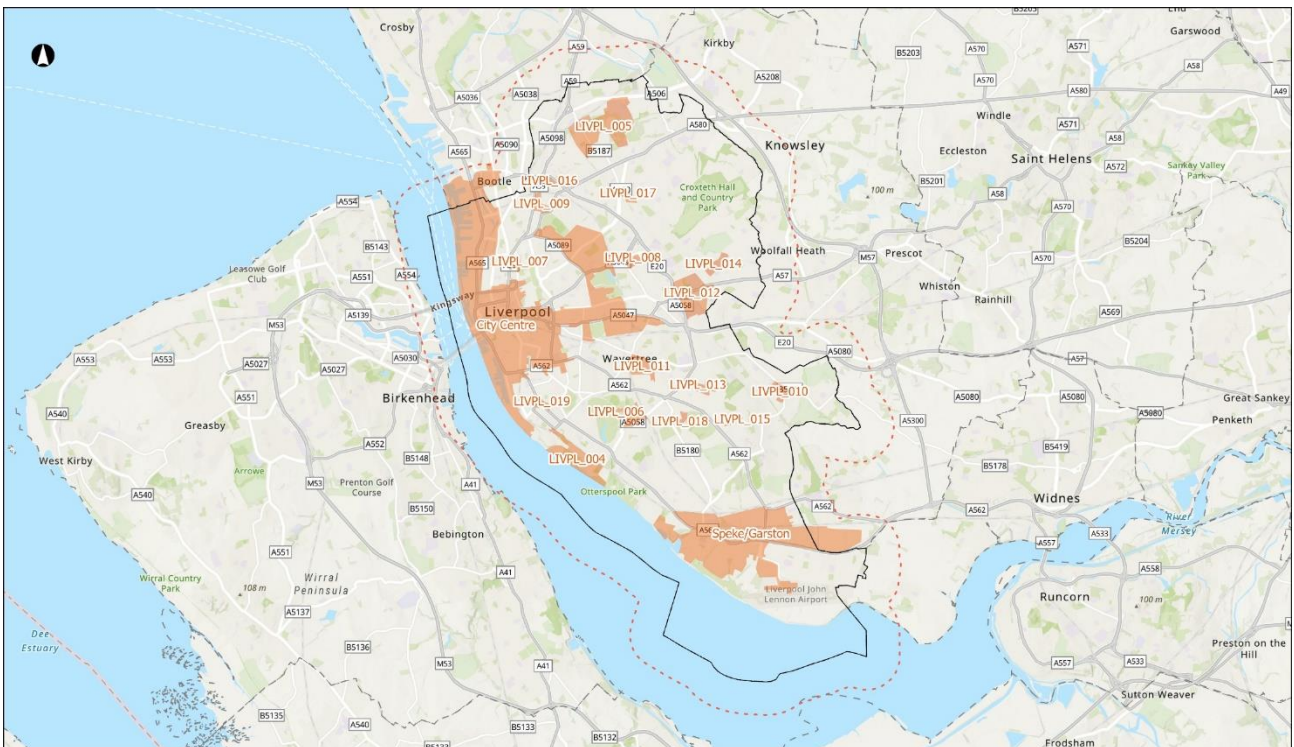 Crosby
A59
Kirkby
B5203
B5205
End
Garswood
A570
A571
A58
A5208
A570
A5036
A5038
A59
A506
A580
A580
A49
LIVPL_005
Windle
A5098
A5090
B5187
A565
Knowsley
Eccleston
Saint Helens
A571
A58
A572
Sankey Valley
Park
Bootle
LIVPL_016
A59
LIVPL_017
Croxteth Hall
and Country
Park
100 m
B5201
A58
A570
A554
LIVPL_009
B5143
A5089
B5204
Leasowe Golf
Club
A551
A554
A565
LIVPL_007
LIVPL_008
E20
LIVPL_014
Woolfall Heath
M57
Prescot
A570
A57
Whiston
Kingsway
LIVPL_012
A5058
Rainhill
Liverpool
City Centre
A5139
M53
A5047
A569
E20
A5080
A553
A553
A5030
Wavertree
LIVPL_011
A57
A5027
A5027
A562
A562
LIVPL_013
LIVPL_010
Great Sankey
A551
Birkenhead
LIVPL_019
LIVPL_006
A5058
LIVPL_018
LIVPL_015
A5080
A5080
A5080
Penketh
A540
Greasby
A5300
A552
B5180
A562
B5419
West Kirby
B5148
LIVPL_004
B5178
Arrowe
Prenton Golf
Course
A41
M53
Otterspool Park
Widnes
A540
B5150
A562
A562
Bebington
Speke/Garston
River
Mersey
A551
A557
A533
Wirral Country
Park
108 m
Wirral
Peninsula
A41
Liverpool John
Lennon Airport
A558
Runcorn
100 m
A5137
Dee
Estuary
B5136
M53
A41
A557
A533
Preston on the
Hill
Sutton Weaver
B5135
A540
B5133
B5132
Frodsham